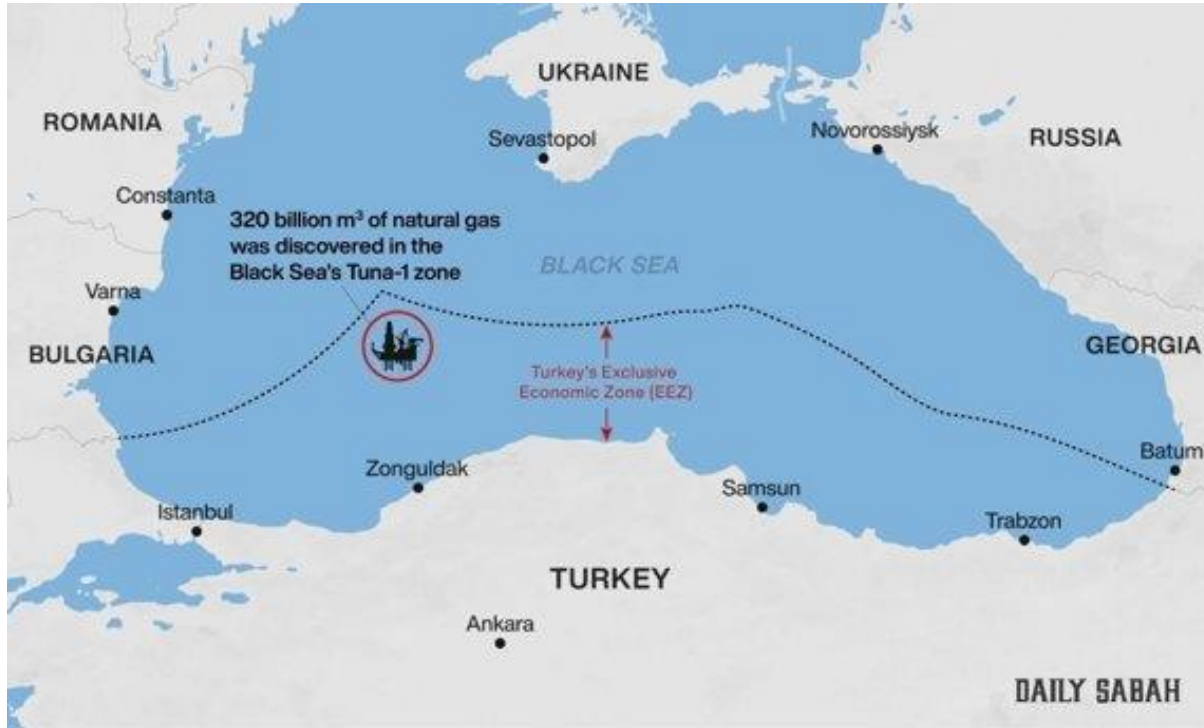 UKRAINE
ROMANIA
Sevastopol
Novorossiysk
RUSSIA
Constanta
320 billion m³ of natural gas
was discovered in the
Black Sea's Tuna-1 zone
BLACK SEA
Varna
BULGARIA
GEORGIA
Turkey's Exclusive
Economic Zone (EEZ)
Batum
Zonguldak
Samsun
Istanbul
Trabzon
TURKEY
Ankara
DAILY SABAH